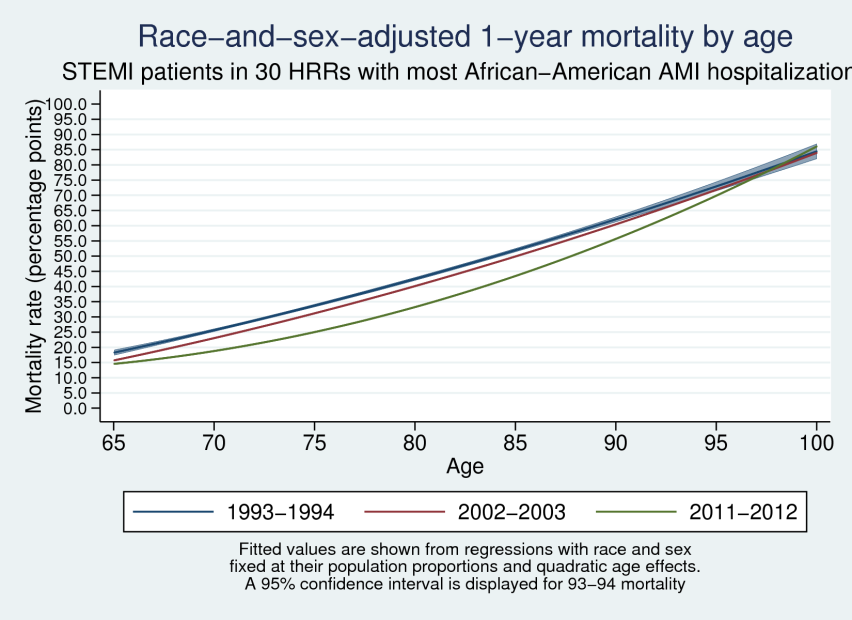 Race−and−sex−adjusted 1−year mortality by age
STEMI patients in 30 HRRs with most African−American AMI hospitalization
Mortality rate (percentage points)
100.0
95.0
90.0
85.0
80.0
75.0
70.0
65.0
60.0
55.0
50.0
45.0
40.0
35.0
30.0
25.0
20.0
15.0
10.0
5.0
0.0
65 70 75 80 85 90 95 100
Age
1993−1994 2002−2003 2011−2012
Fitted values are shown from regressions with race and sex
fixed at their population proportions and quadratic age effects.
A 95% confidence interval is displayed for 93−94 mortality